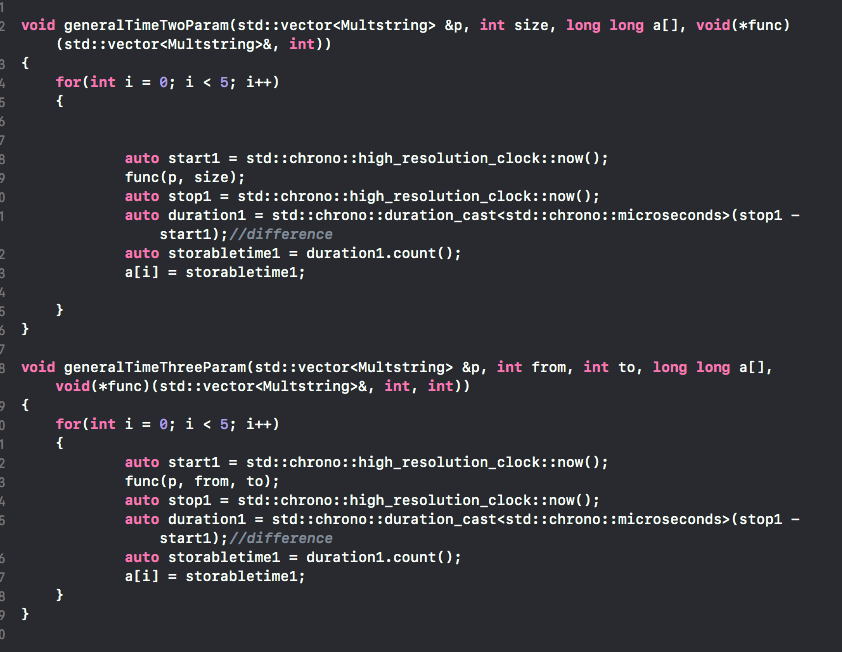 1
2 void generalTimeTwoParam(std::vector<Multstring> &p, int size, long long a[], void(*func)
(std::vector<Multstring>&, int))
3 {
4 for(int i = 0; i < 5; i++)
5 {
6
7
8 auto start1 = std::chrono::high_resolution_clock::now();
9 func(p, size);
0 auto stop1 = std::chrono::high_resolution_clock::now();
1 auto duration1 = std::chrono::duration_cast<std::chrono::microseconds>(stop1 -
start1);//difference
2 auto storabletime1 = duration1.count();
3 a[i] = storabletime1;
4
5 }
6 }
7
8 void generalTimeThreeParam(std::vector<Multstring> &p, int from, int to, long long a[],
void(*func)(std::vector<Multstring>&, int, int))
9 {
0 for(int i = 0; i < 5; i++)
1 {
2 auto start1 = std::chrono::high_resolution_clock::now();
3 func(p, from, to);
4 auto stop1 = std::chrono::high_resolution_clock::now();
5 auto duration1 = std::chrono::duration_cast<std::chrono::microseconds>(stop1 -
start1);//difference
6 auto storabletime1 = duration1.count();
7 a[i] = storabletime1;
8 }
9 }
0